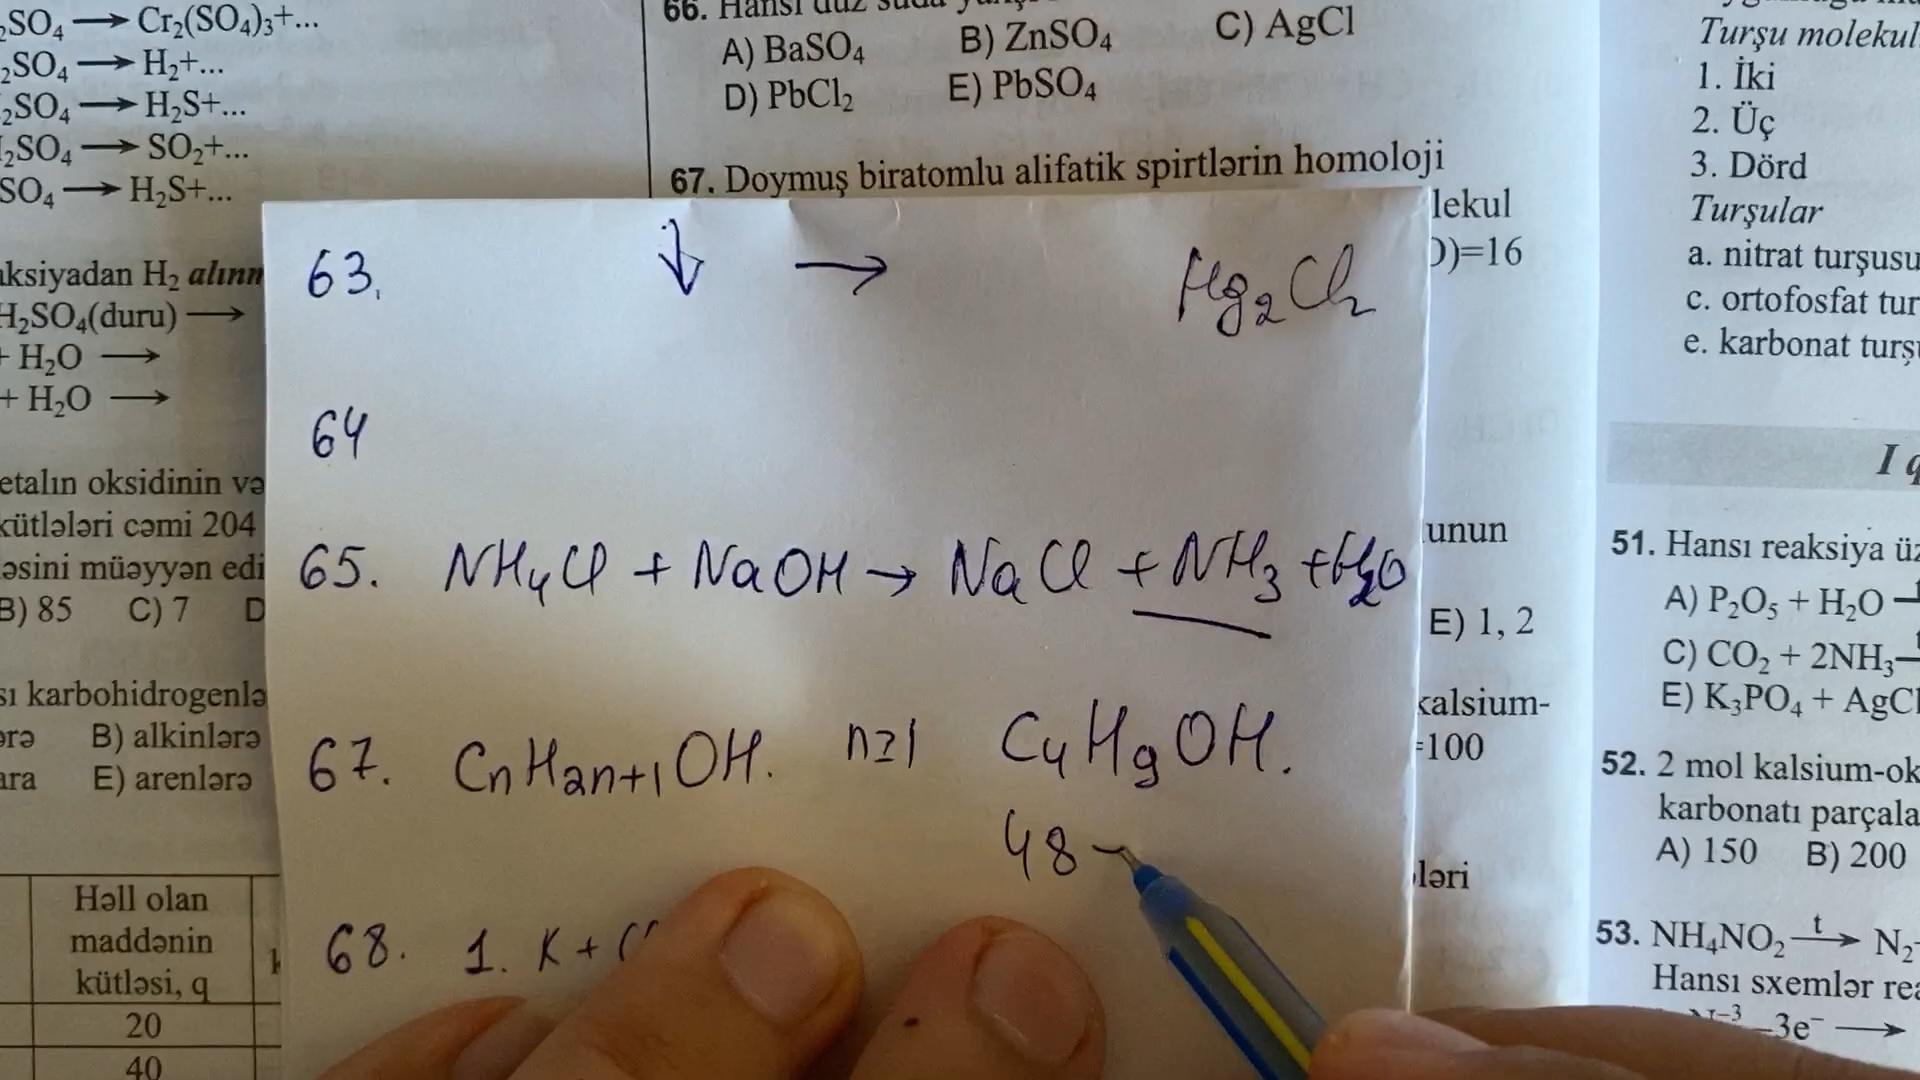 2SO4 → Cr2(SO4)3+...
2SO4 → H2+...
2SO4 → H2S+...
2SO4 → SO2+...
SO4 → H2S+...
aksiyadan H2 alınm
H2SO4(duru) →
+ H2O →
+ H2O →
etalın oksidinin və
kütlələri cəmi 204
əsini müəyyən edi
B) 85 C) 7 D
sı karbohidrogenlə
ərə B) alkinlərə
ara E) arenlərə
Həll olan
maddənin
kütləsi, q
20
40
66. Hansı duz suda
A) BaSO4 B) ZnSO4 C) AgCl
D) PbCl2 E) PbSO4
67. Doymuş biratomlu alifatik spirtlərin homoloji
lekul
O)=16
unun
E) 1, 2
kalsium-
=100
ləri
63. ↓ → Hg2Cl2
64
65. NH4Cl + NaOH → NaCl + NH3 + H2O
67. CnH2n+1OH. n≥1 C4H9OH.
48
68. 1. K +
Turşu molekul
1. İki
2. Üç
3. Dörd
Turşular
a. nitrat turşusu
c. ortofosfat tur
e. karbonat turşu
I q
51. Hansı reaksiya üz
A) P2O5 + H2O
C) CO2 + 2NH3
E) K3PO4 + AgCl
52. 2 mol kalsium-ok
karbonatı parçala
A) 150 B) 200
53. NH4NO2 t→ N2
Hansı sxemlər rea
N-3 -3e- →